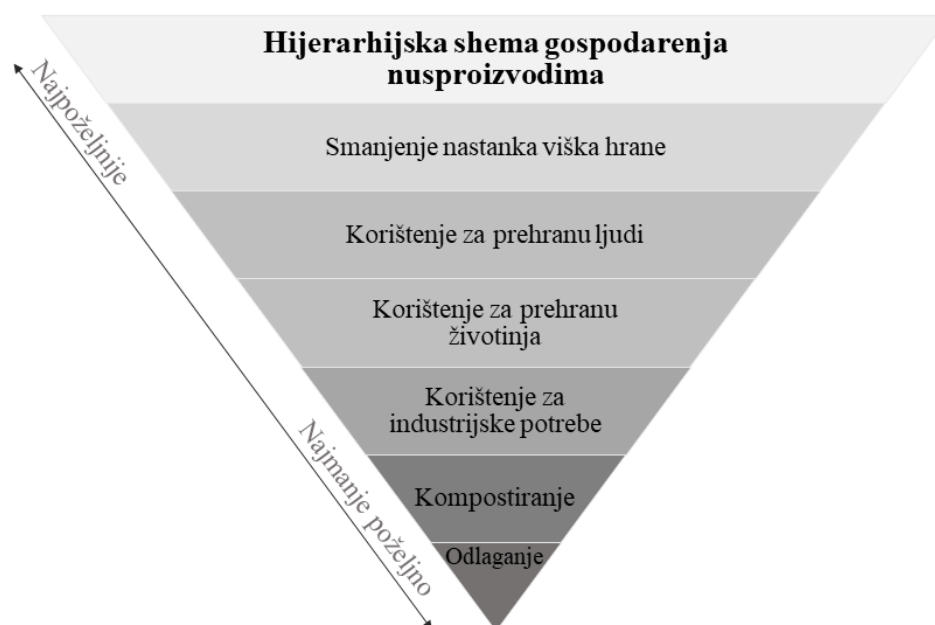 Hijerarhijska shema gospodarenja
nusproizvodima
Najpoželjnije
Smanjenje nastanka viška hrane
Korištenje za prehranu ljudi
Korištenje za prehranu
životinja
Korištenje za
industrijske potrebe
Najmanje poželjno
Kompostiranje
Odlaganje